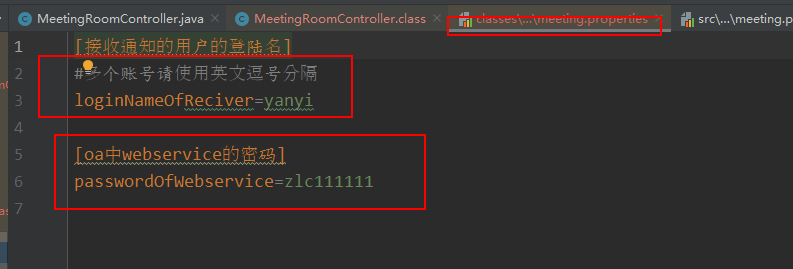 MeetingRoomController.java
MeetingRoomController.class
classes\...\meeting.properties
src\...\meeting.p
1 [接收通知的用户的登陆名]
2 #多个账号请使用英文逗号分隔
3 loginNameOfReciver=yanyi
4
5 [oa中webservice的密码]
6 passwordOfWebservice=zlc111111
7